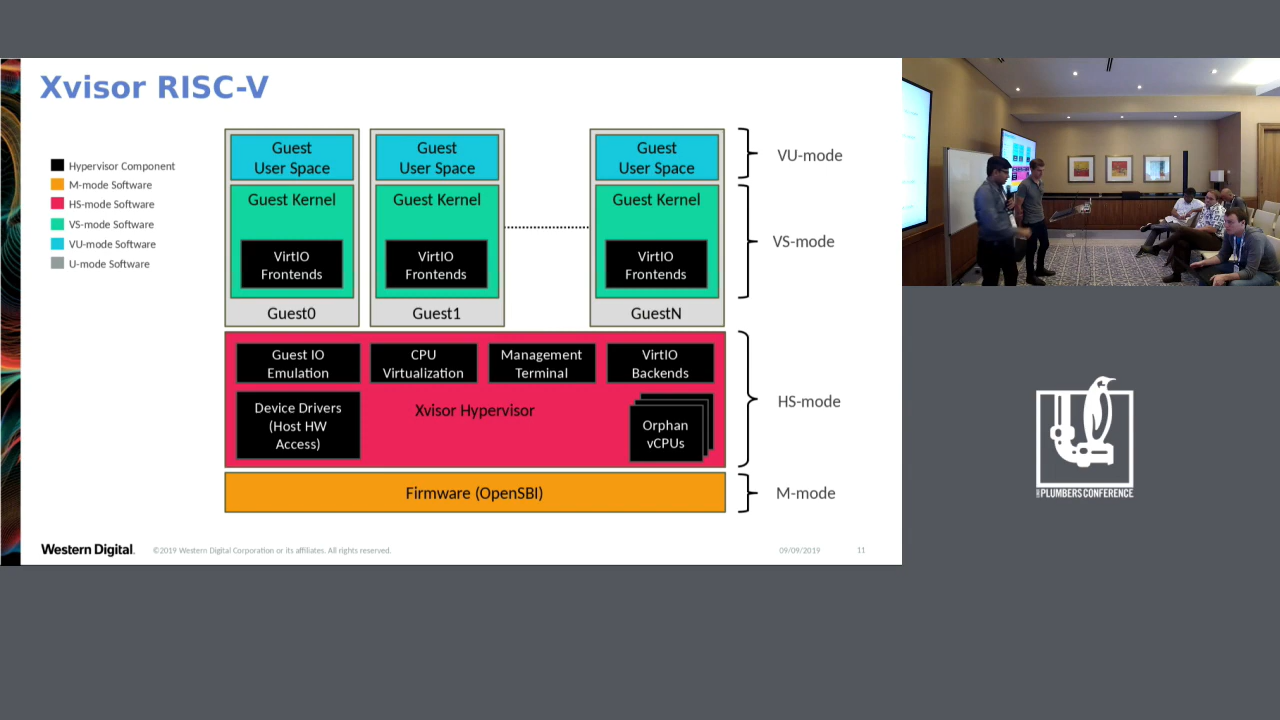 Xvisor RISC-V
Hypervisor Component
M-mode Software
HS-mode Software
VS-mode Software
VU-mode Software
U-mode Software
Guest
User Space
Guest Kernel
VirtIO
Frontends
Guest0
Guest
User Space
Guest Kernel
VirtIO
Frontends
Guest1
Guest
User Space
Guest Kernel
VirtIO
Frontends
GuestN
VU-mode
VS-mode
Guest IO
Emulation
CPU
Virtualization
Management
Terminal
VirtIO
Backends
Device Drivers
(Host HW
Access)
Xvisor Hypervisor
Orphan
vCPUs
HS-mode
Firmware (OpenSBI)
M-mode
Western Digital.
©2019 Western Digital Corporation or its affiliates. All rights reserved.
09/09/2019
11
PLUMBERS CONFERENCE